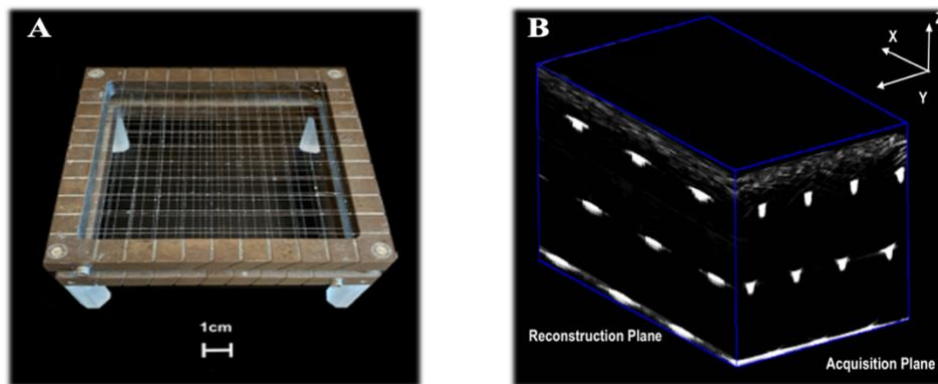 A
1cm
B
Z
X
Y
Reconstruction Plane
Acquisition Plane